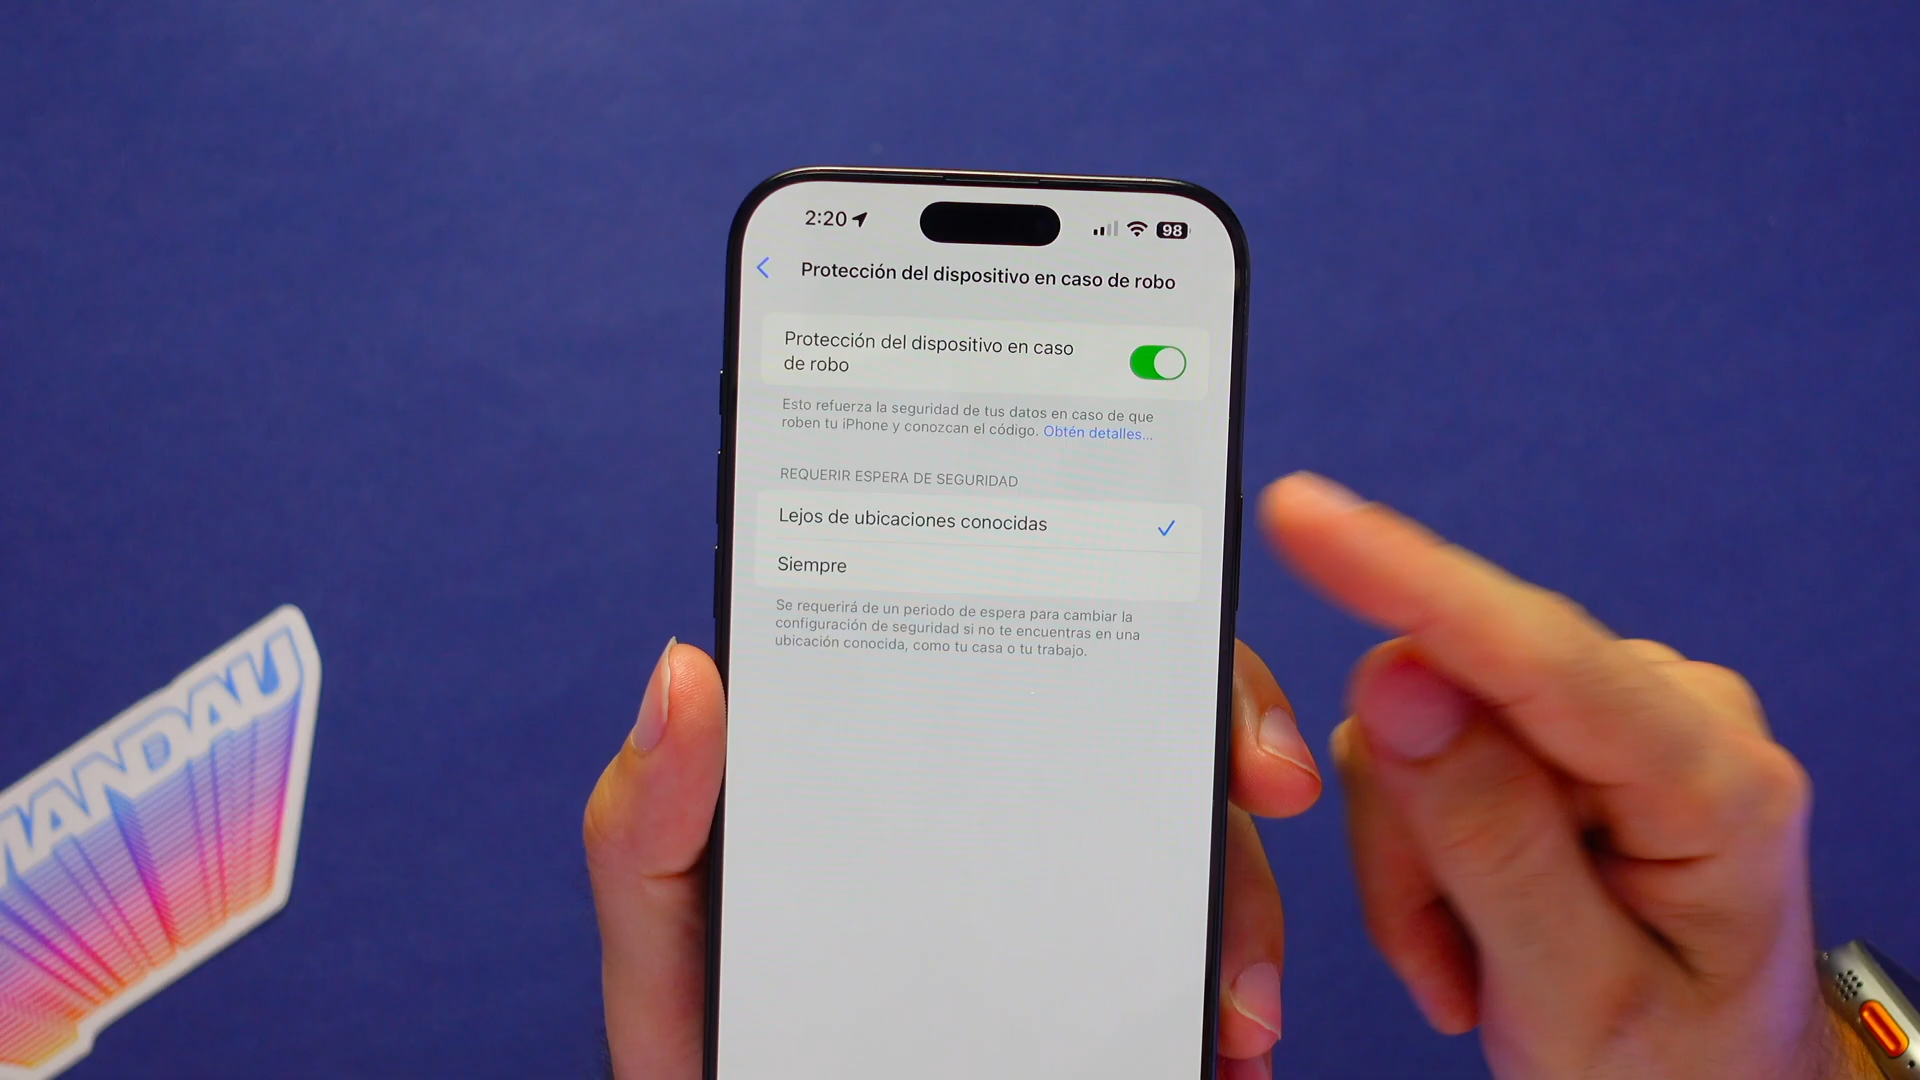 2:20
98
Protección del dispositivo en caso de robo
Protección del dispositivo en caso
de robo
Esto refuerza la seguridad de tus datos en caso de que
roben tu iPhone y conozcan el código. Obtén detalles...
REQUERIR ESPERA DE SEGURIDAD
Lejos de ubicaciones conocidas
Siempre
Se requerirá de un periodo de espera para cambiar la
configuración de seguridad si no te encuentras en una
ubicación conocida, como tu casa o tu trabajo.
MANDAU